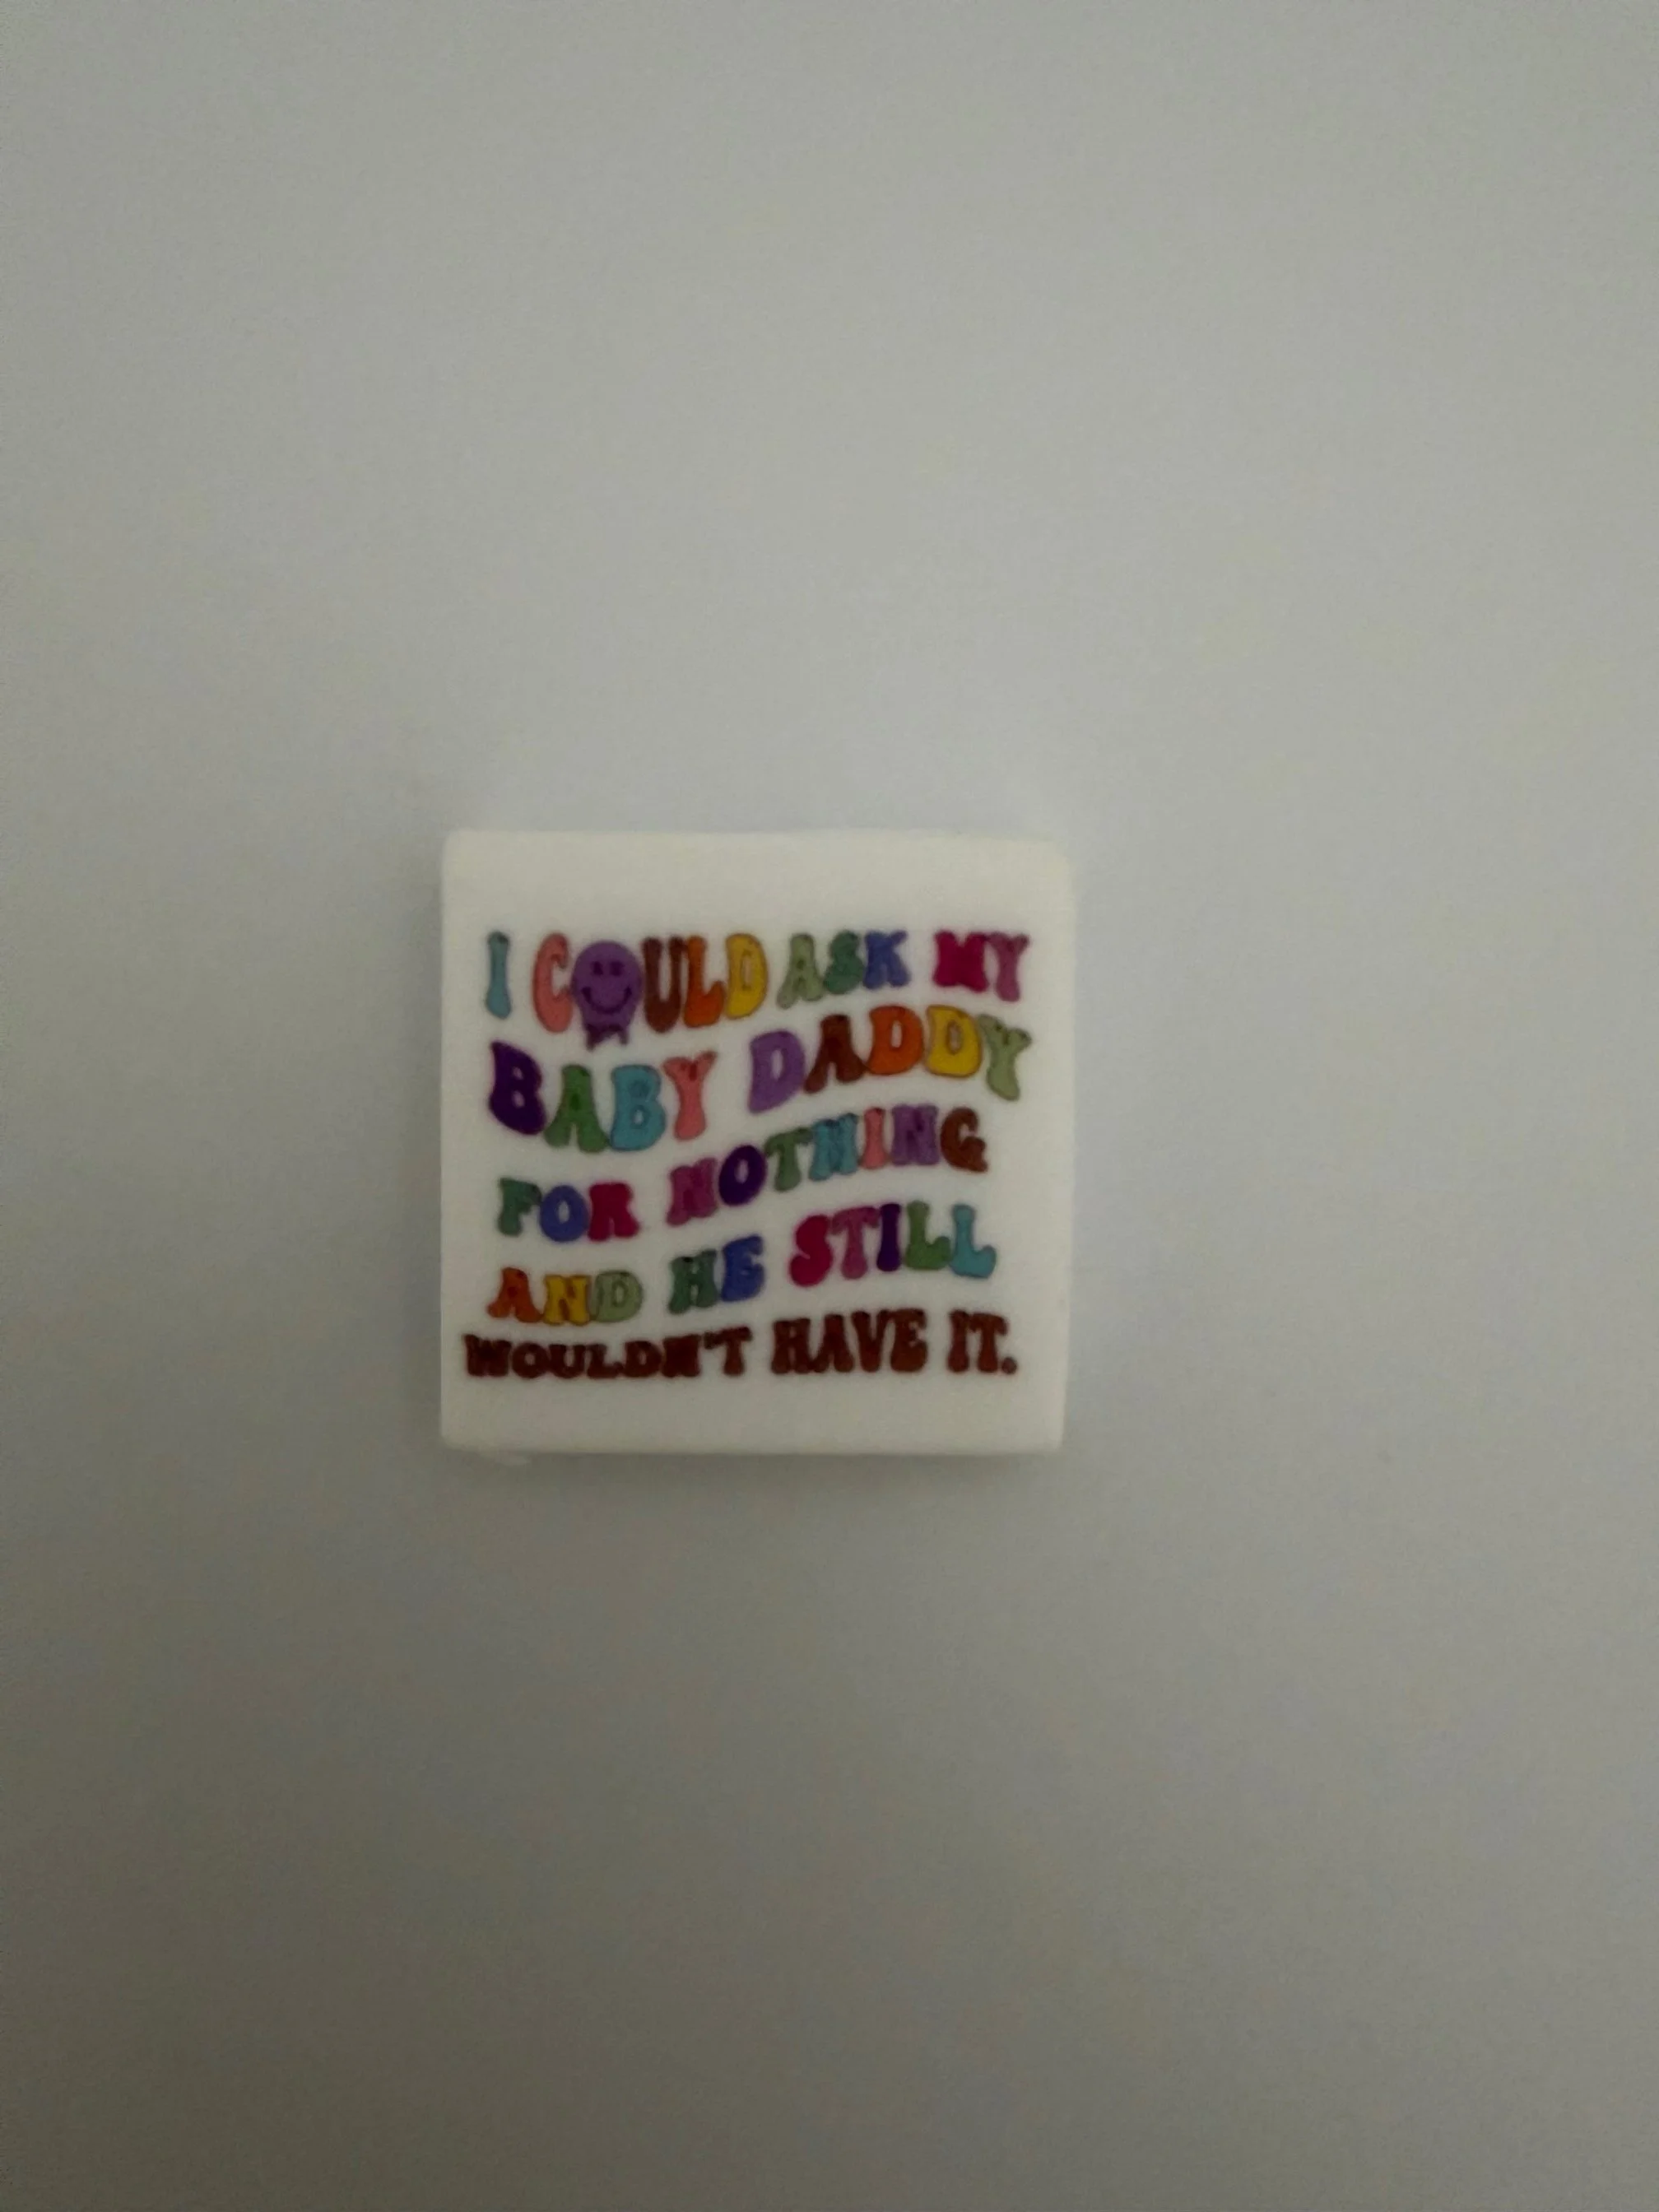 I COULD ASK MY
BABY DADDY
FOR NOTHING
AND HE STILL
WOULDN'T HAVE IT.